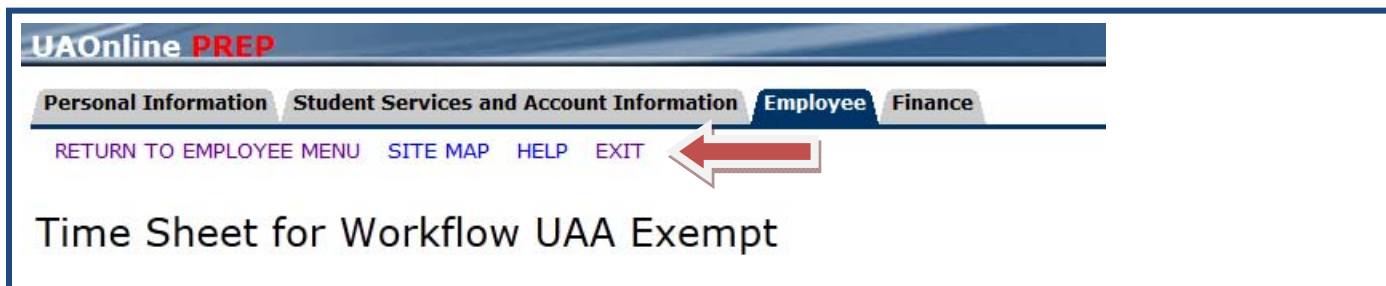 UAOnline PREP
Personal Information Student Services and Account Information Employee Finance
RETURN TO EMPLOYEE MENU SITE MAP HELP EXIT
Time Sheet for Workflow UAA Exempt